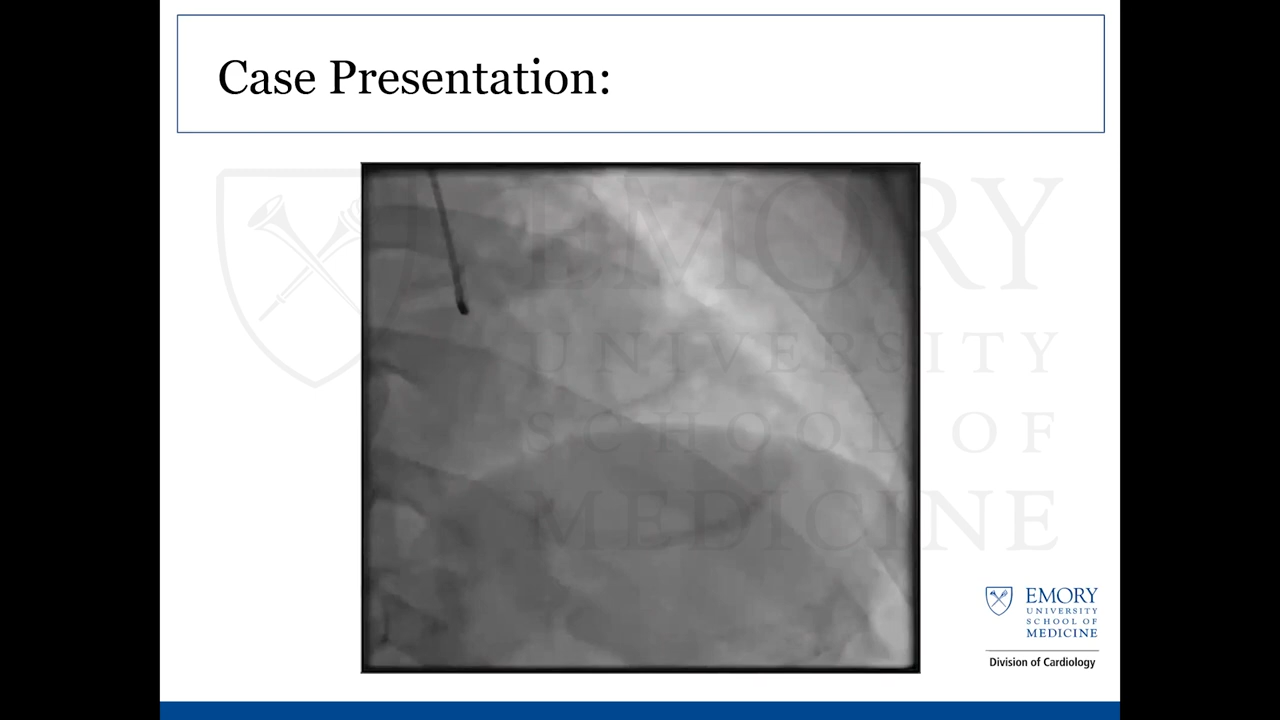 Case Presentation:
EMORY
UNIVERSITY
SCHOOL OF
MEDICINE
EMORY
UNIVERSITY
SCHOOL OF
MEDICINE
Division of Cardiology